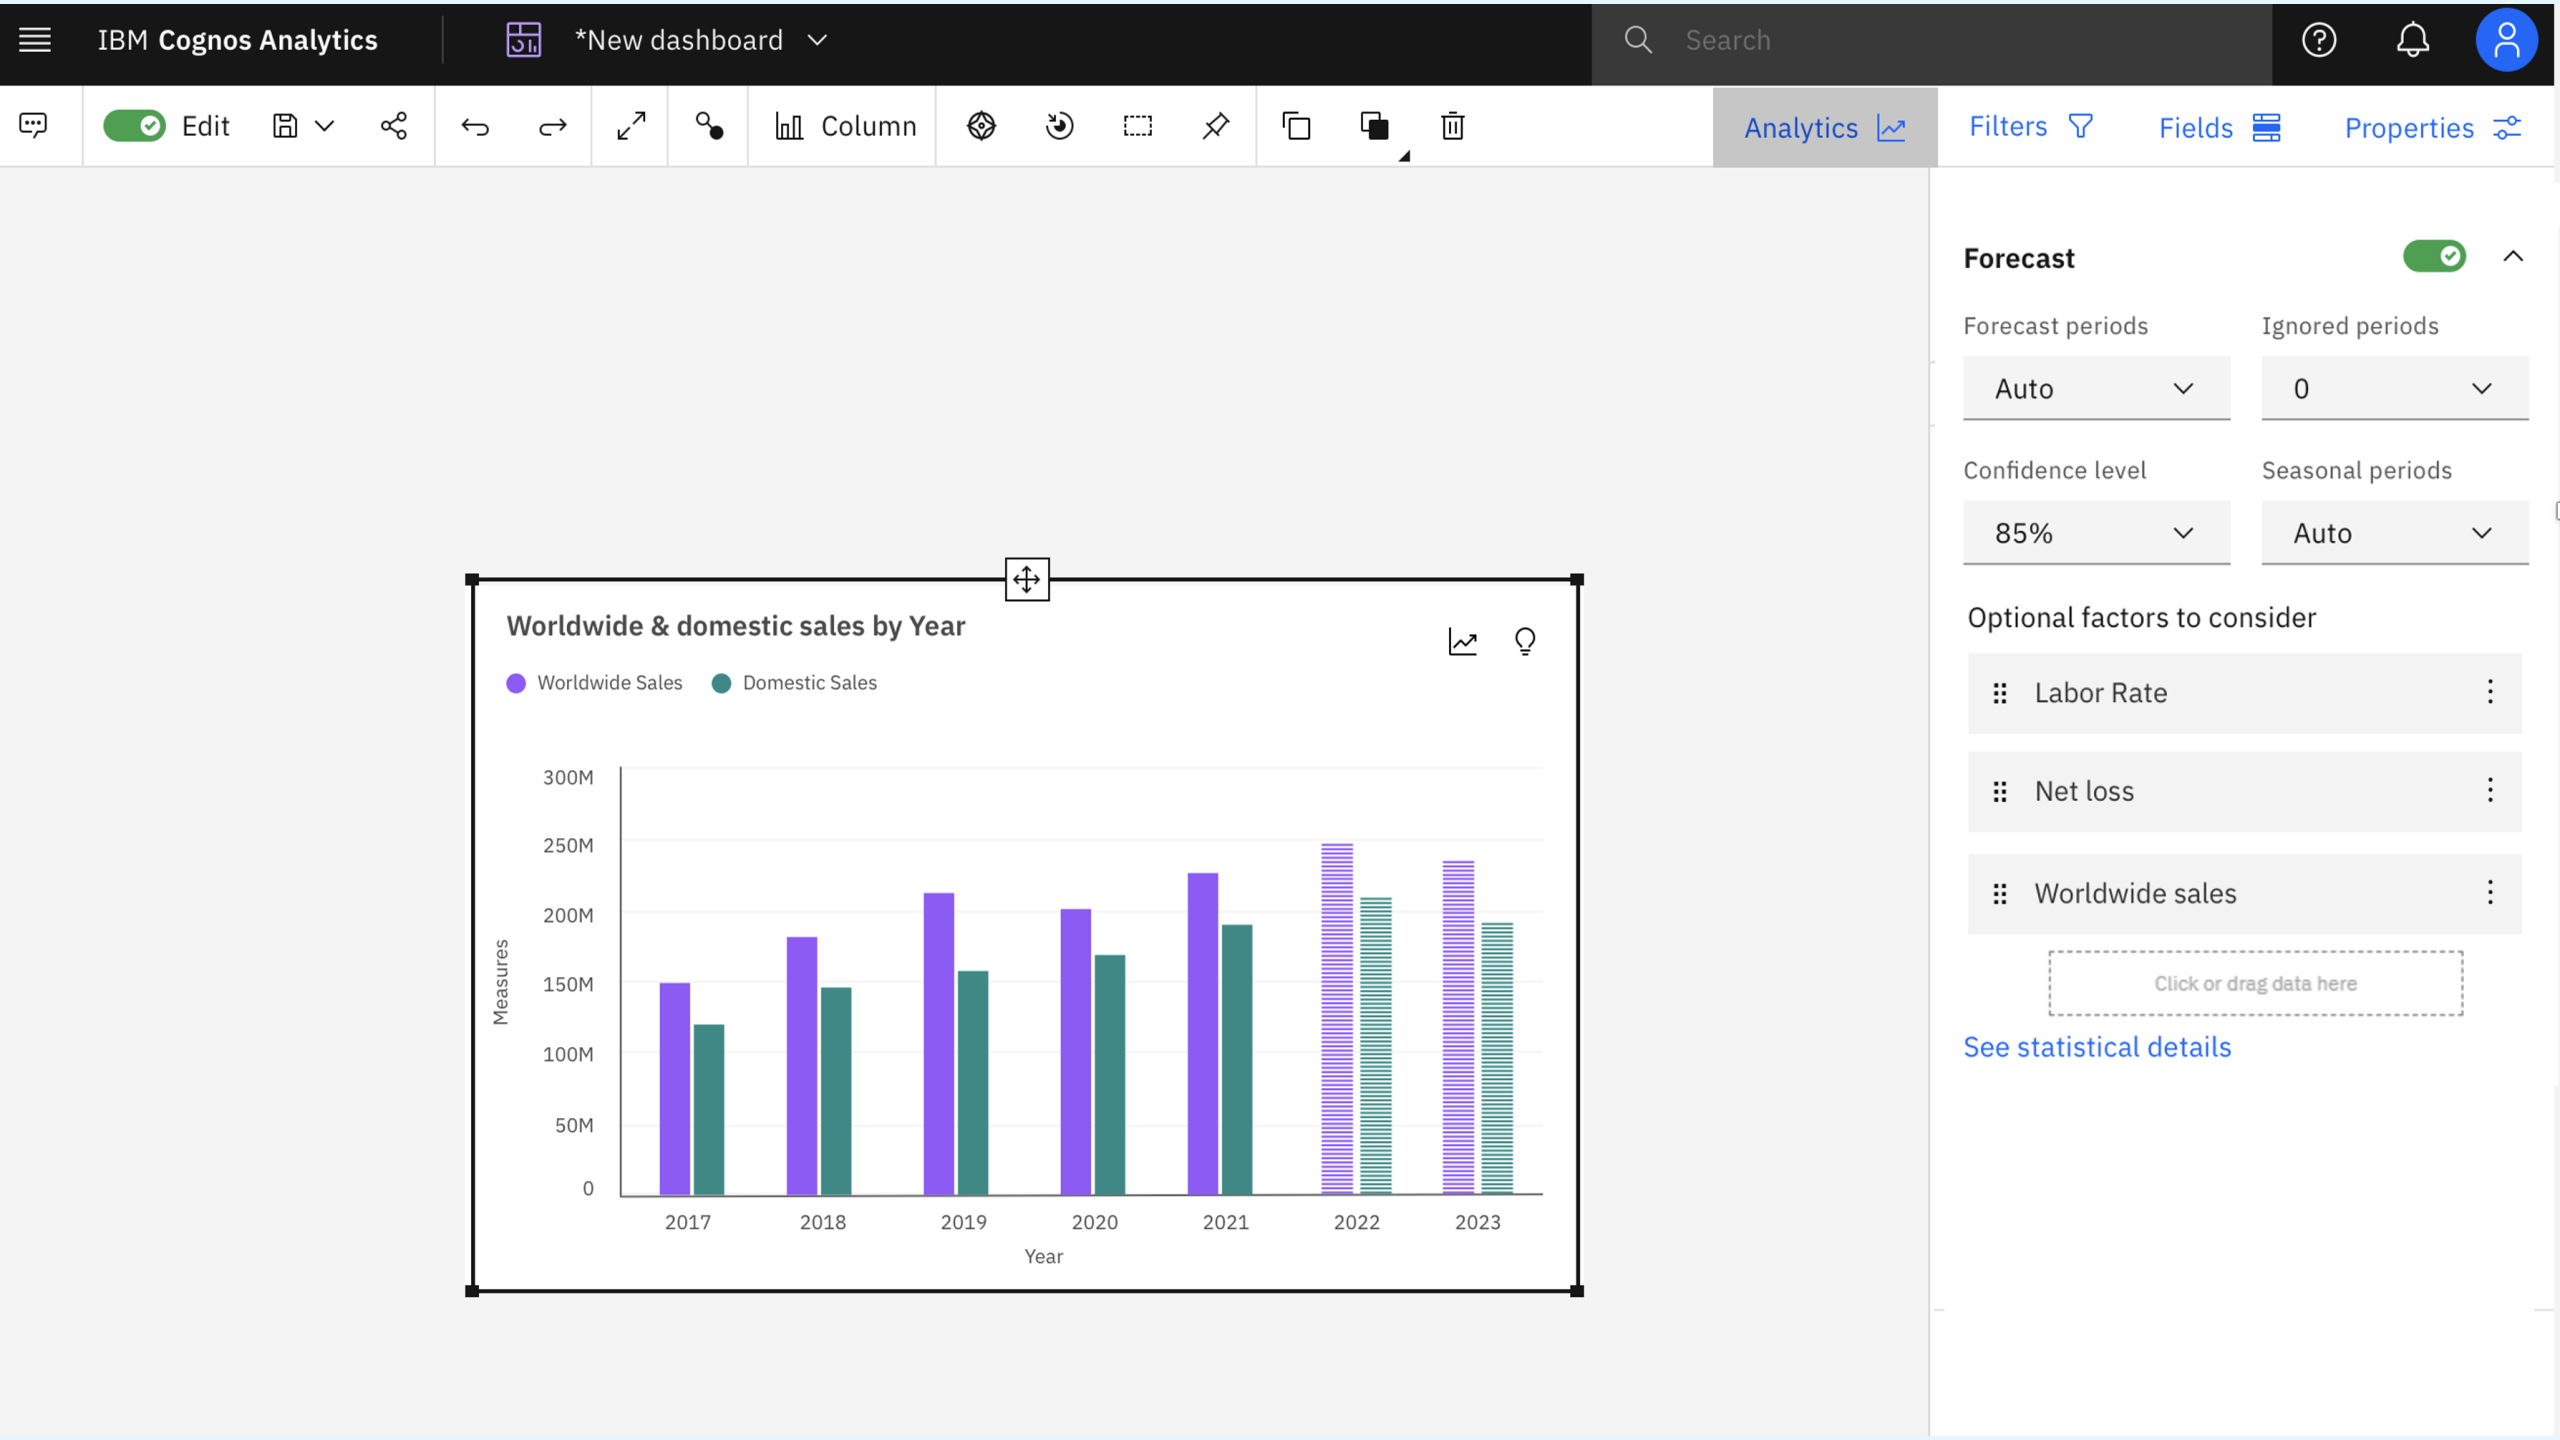 IBM Cognos Analytics
*New dashboard
Search
Edit
Column
Analytics
Filters
Fields
Properties
Forecast
Forecast periods
Ignored periods
Auto
0
Confidence level
Seasonal periods
85%
Auto
Optional factors to consider
Labor Rate
Net loss
Worldwide sales
Click or drag data here
See statistical details
Worldwide & domestic sales by Year
Worldwide Sales
Domestic Sales
300M
250M
200M
150M
100M
50M
0
Measures
2017
2018
2019
2020
2021
2022
2023
Year